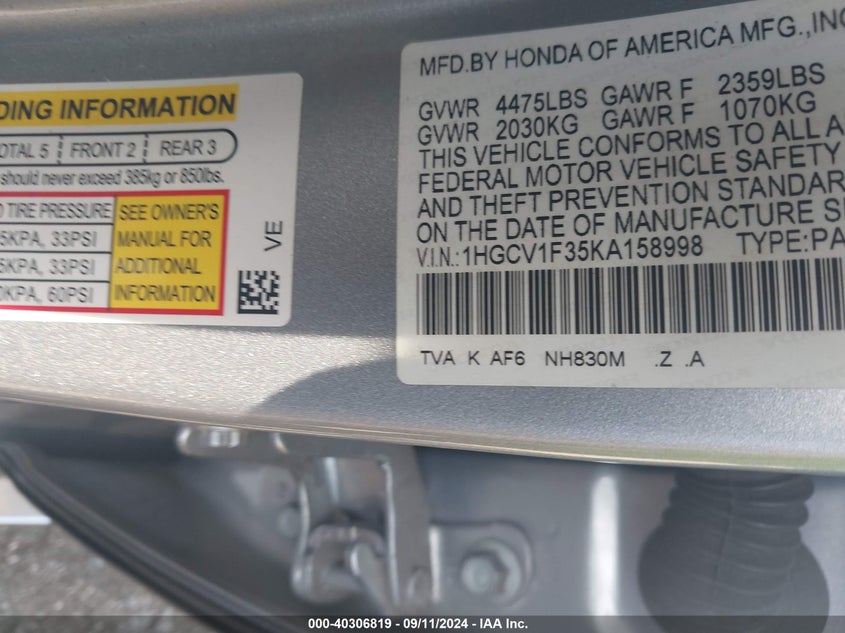 DING INFORMATION
OTAL 5 FRONT 2 REAR 3
should never exceed 385kg or 850lbs.
TIRE PRESSURE
5KPA, 33PSI
5KPA, 33PSI
0KPA, 60PSI
SEE OWNER'S
MANUAL FOR
ADDITIONAL
INFORMATION
VE
MFD.BY HONDA OF AMERICA MFG.,INC
GVWR 4475LBS GAWR F 2359LBS
GVWR 2030KG GAWR F 1070KG
THIS VEHICLE CONFORMS TO ALL A
FEDERAL MOTOR VEHICLE SAFETY
AND THEFT PREVENTION STANDAR
ON THE DATE OF MANUFACTURE S
V.I.N.:1HGCV1F35KA158998 TYPE:PA
TVA K AF6 NH830M .Z .A
000-40306819 - 09/11/2024 - IAA Inc.